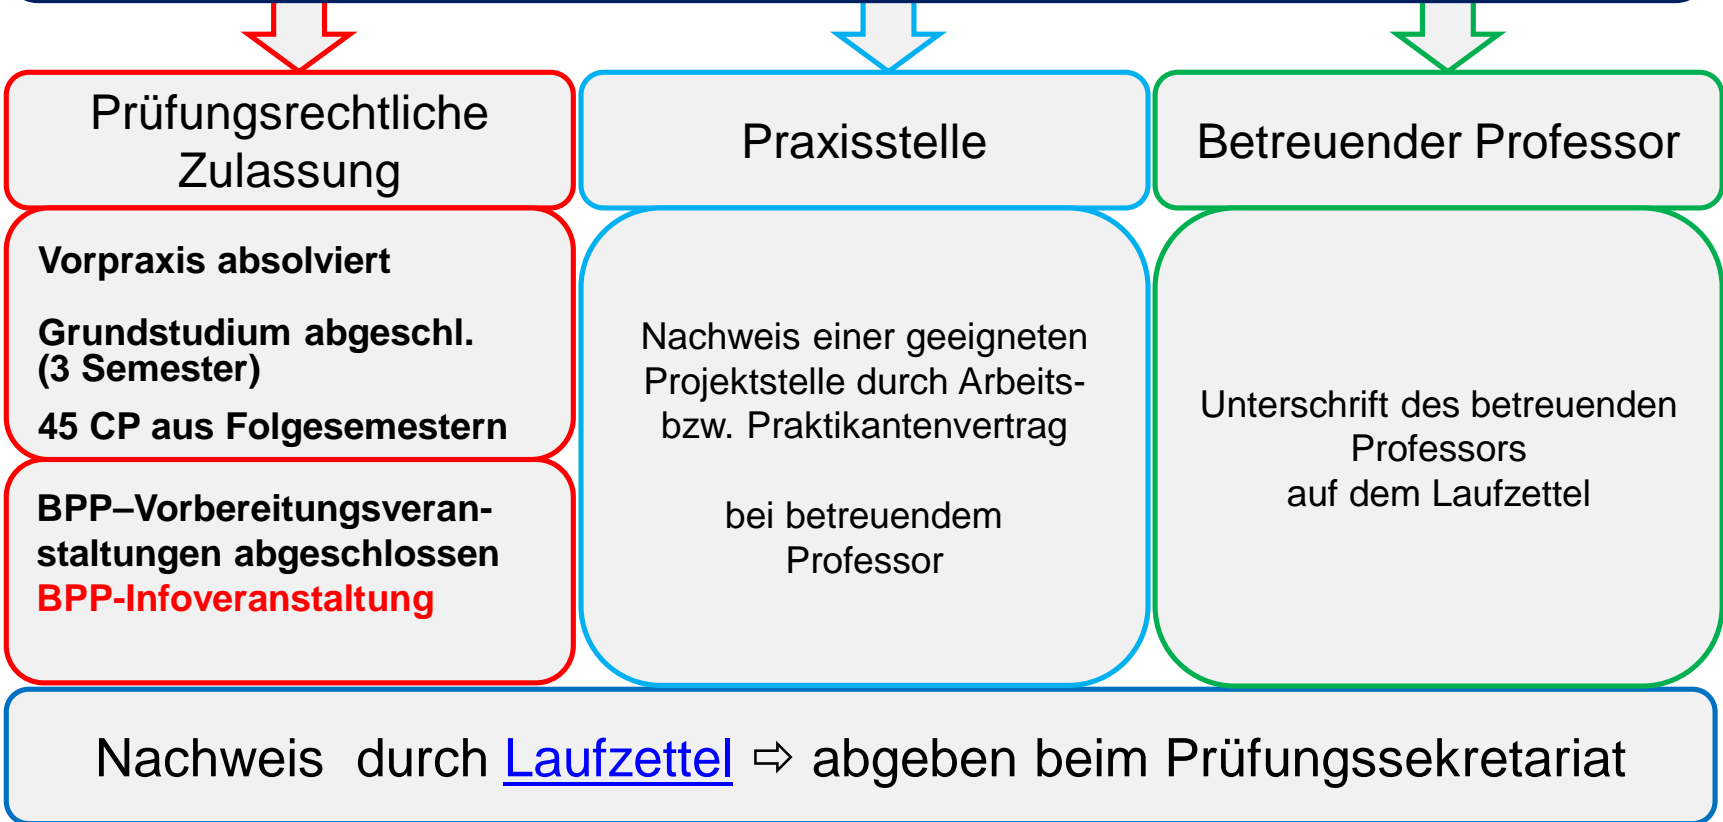 Prüfungsrechtliche
Zulassung
Praxisstelle
Betreuender Professor
Vorpraxis absolviert
Grundstudium abgeschl.
(3 Semester)
45 CP aus Folgesemestern
BPP–Vorbereitungsveran-
staltungen abgeschlossen
BPP-Infoveranstaltung
Nachweis einer geeigneten
Projektstelle durch Arbeits-
bzw. Praktikantenvertrag
bei betreuendem
Professor
Unterschrift des betreuenden
Professors
auf dem Laufzettel
Nachweis durch Laufzettel ⇨ abgeben beim Prüfungssekretariat